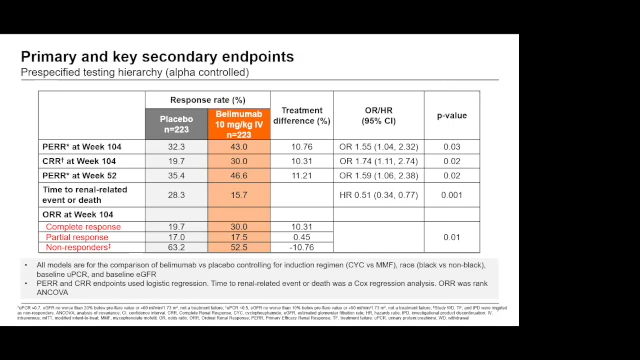 Primary and key secondary endpoints
Prespecified testing hierarchy (alpha controlled)
Response rate (%)
Placebo n=223
Belimumab 10 mg/kg IV n=223
Treatment difference (%)
OR/HR (95% CI)
p-value
PERR* at Week 104 32.3 43.0 10.76 OR 1.55 (1.04, 2.32) 0.03
CRR† at Week 104 19.7 30.0 10.31 OR 1.74 (1.11, 2.74) 0.02
PERR* at Week 52 35.4 46.6 11.21 OR 1.59 (1.06, 2.38) 0.02
Time to renal-related event or death 28.3 15.7 HR 0.51 (0.34, 0.77) 0.001
ORR at Week 104
Complete response 19.7 30.0 10.31
Partial response 17.0 17.5 0.45 0.01
Non-responders‡ 63.2 52.5 -10.76
• All models are for the comparison of belimumab vs placebo controlling for induction regimen (CYC vs MMF), race (black vs non-black),
baseline uPCR, and baseline eGFR
• PERR and CRR endpoints used logistic regression. Time to renal-related event or death was a Cox regression analysis. ORR was rank
ANCOVA